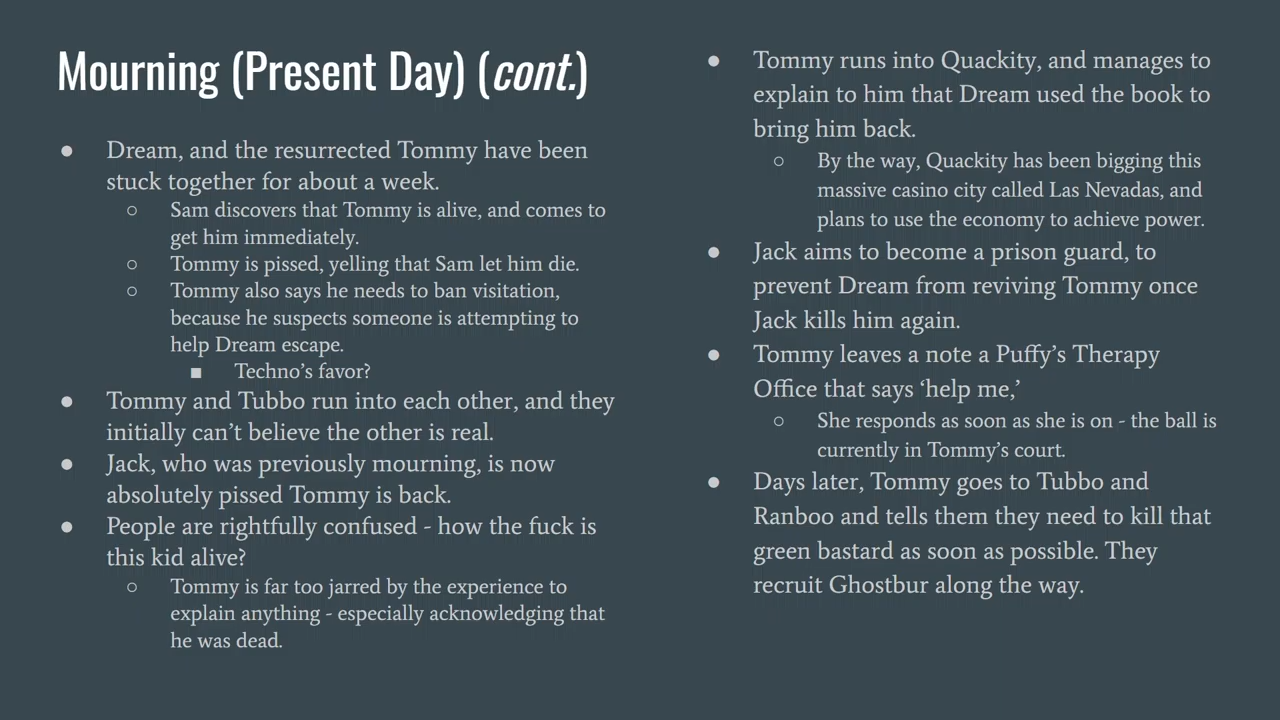 Mourning (Present Day) (cont.)
● Dream, and the resurrected Tommy have been
stuck together for about a week.
○ Sam discovers that Tommy is alive, and comes to
get him immediately.
○ Tommy is pissed, yelling that Sam let him die.
○ Tommy also says he needs to ban visitation,
because he suspects someone is attempting to
help Dream escape.
■ Techno's favor?
● Tommy and Tubbo run into each other, and they
initially can't believe the other is real.
● Jack, who was previously mourning, is now
absolutely pissed Tommy is back.
● People are rightfully confused - how the fuck is
this kid alive?
○ Tommy is far too jarred by the experience to
explain anything - especially acknowledging that
he was dead.
● Tommy runs into Quackity, and manages to
explain to him that Dream used the book to
bring him back.
○ By the way, Quackity has been bigging this
massive casino city called Las Nevadas, and
plans to use the economy to achieve power.
● Jack aims to become a prison guard, to
prevent Dream from reviving Tommy once
Jack kills him again.
● Tommy leaves a note a Puffy's Therapy
Office that says ‘help me,’
○ She responds as soon as she is on - the ball is
currently in Tommy's court.
● Days later, Tommy goes to Tubbo and
Ranboo and tells them they need to kill that
green bastard as soon as possible. They
recruit Ghostbur along the way.